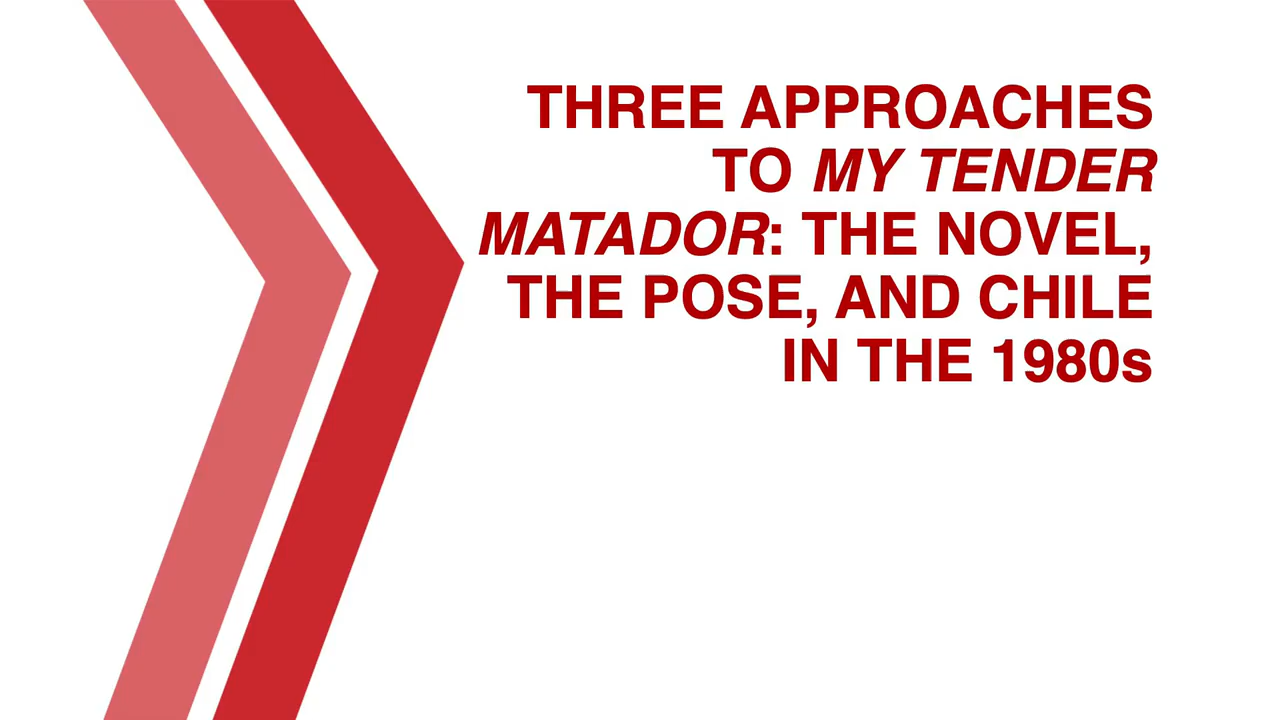 THREE APPROACHES
TO MY TENDER
MATADOR: THE NOVEL,
THE POSE, AND CHILE
IN THE 1980s